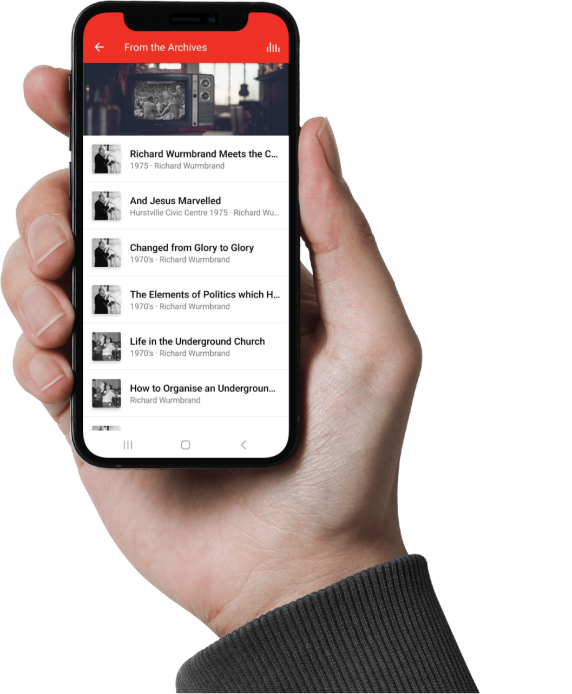 From the Archives
Richard Wurmbrand Meets the C...
1975 · Richard Wurmbrand
And Jesus Marvelled
Hurstville Civic Centre 1975 · Richard Wu...
Changed from Glory to Glory
1970's · Richard Wurmbrand
The Elements of Politics which H...
1970's · Richard Wurmbrand
Life in the Underground Church
1970's · Richard Wurmbrand
How to Organise an Undergroun...
Richard Wurmbrand